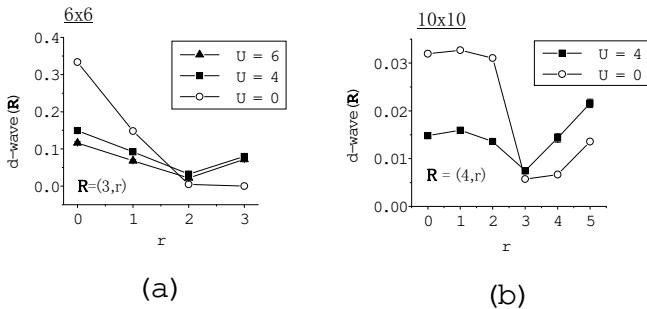 6x6
0.4
0.3
0.2
0.1
0.0
d-wave(R)
U = 6
U = 4
U = 0
R=(3,r)
0 1 2 3
r
(a)
10x10
0.03
0.02
0.01
0.00
d-wave(R)
U = 4
U = 0
R = (4,r)
0 1 2 3 4 5
r
(b)